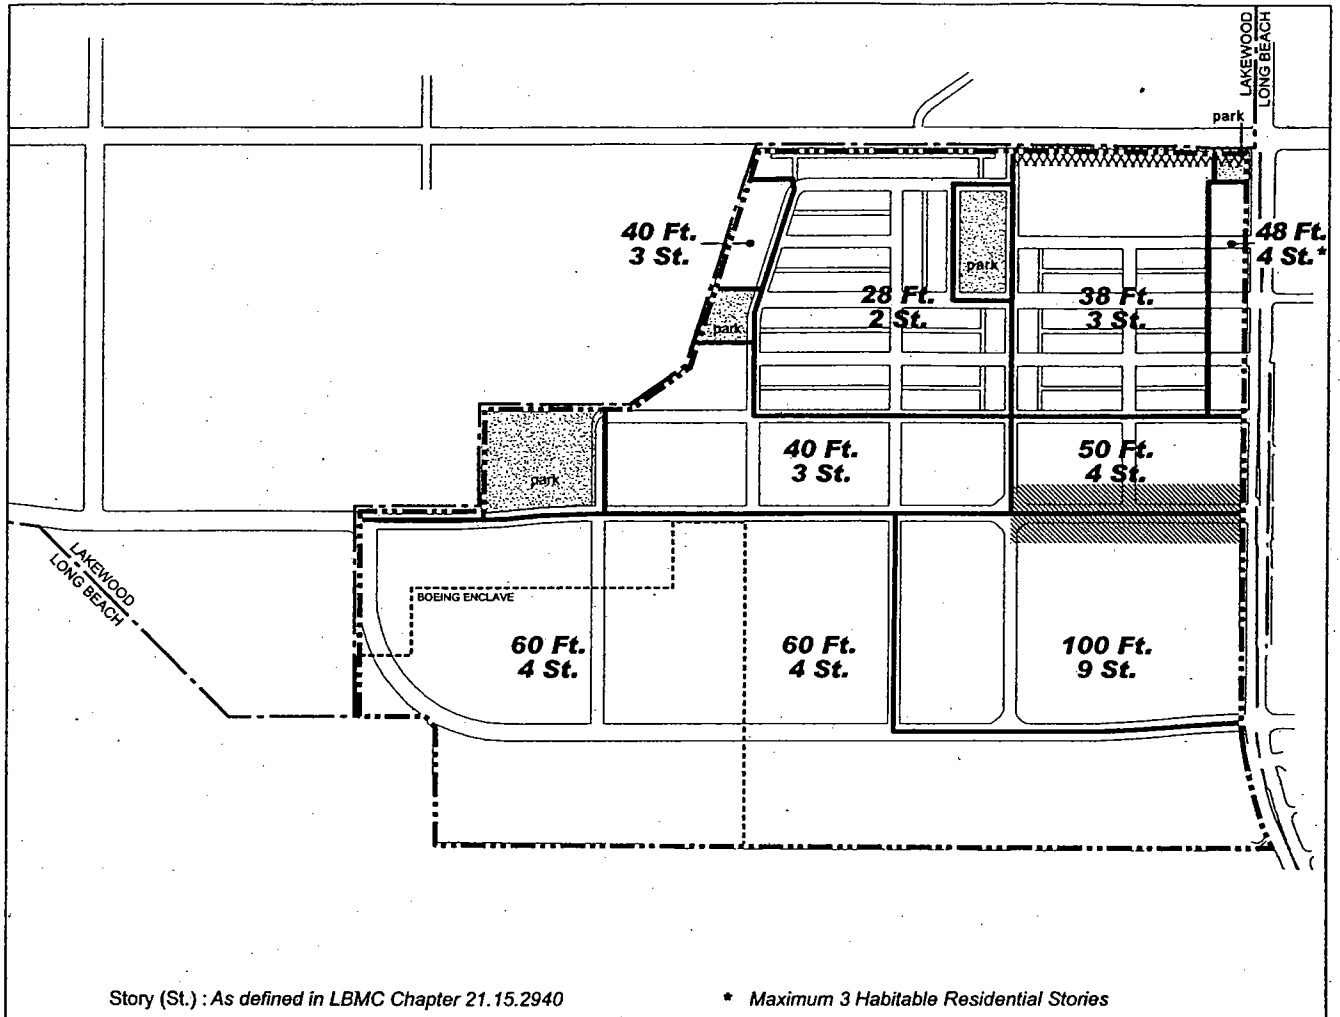 LAKEWOOD
LONG BEACH
park
40 Ft.
3 St.
48 Ft.
4 St.*
park
28 Ft.
2 St.
38 Ft.
3 St.
park
40 Ft.
3 St.
50 Ft.
4 St.
park
LAKEWOOD
LONG BEACH
BOEING ENCLAVE
60 Ft.
4 St.
60 Ft.
4 St.
100 Ft.
9 St.
Story (St.) : As defined in LBMC Chapter 21.15.2940
* Maximum 3 Habitable Residential Stories